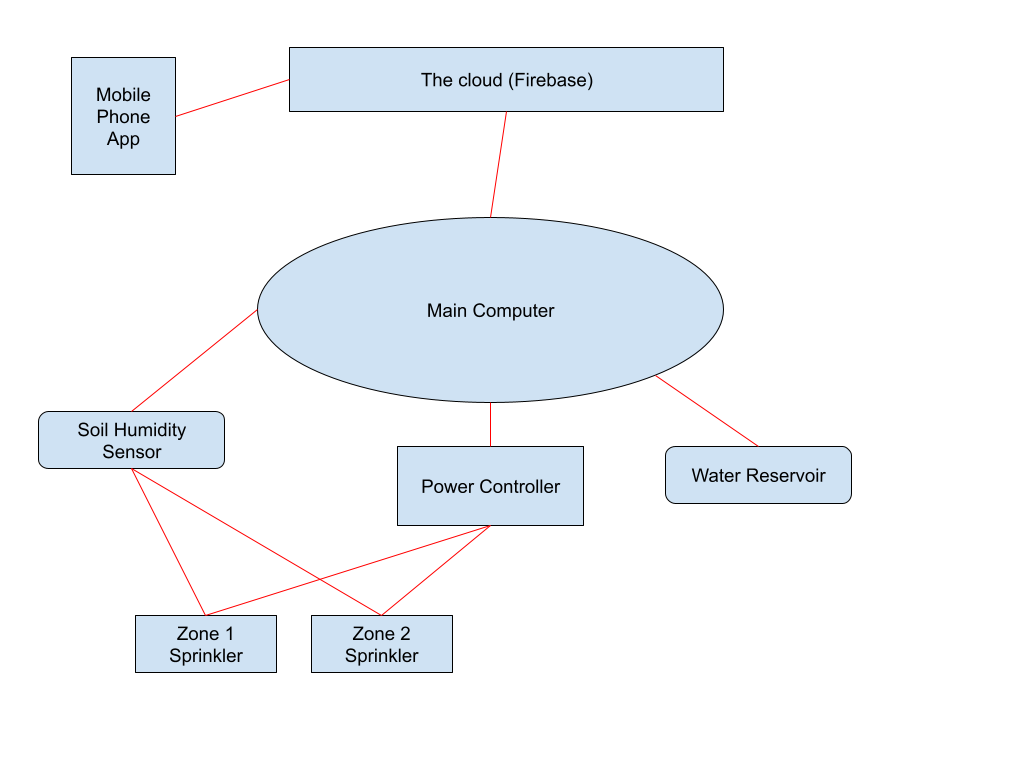 Mobile
Phone
App
The cloud (Firebase)
Main Computer
Soil Humidity
Sensor
Power Controller
Water Reservoir
Zone 1
Sprinkler
Zone 2
Sprinkler